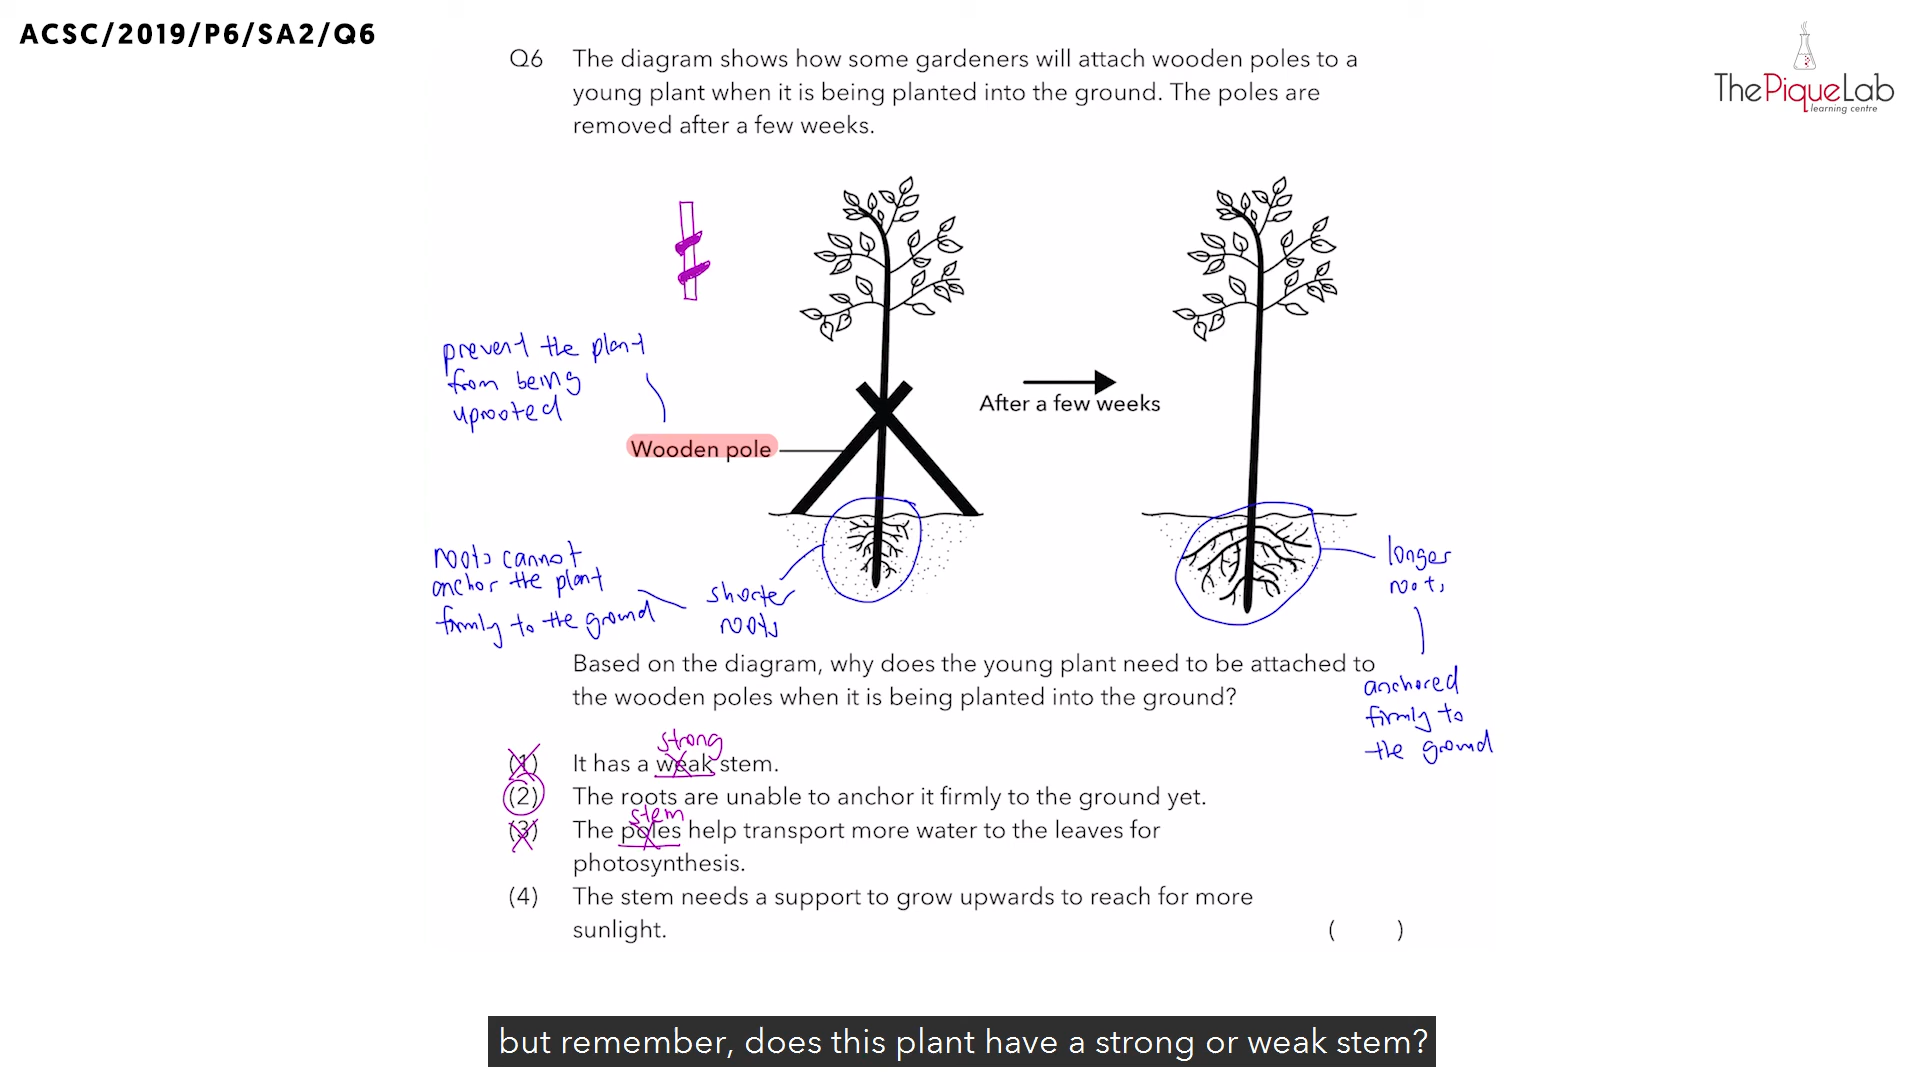 ACSC/2019/P6/SA2/Q6
ThePiqueLab
learning centre
Q6 The diagram shows how some gardeners will attach wooden poles to a
young plant when it is being planted into the ground. The poles are
removed after a few weeks.
prevent the plant
from being
uprooted
After a few weeks
Wooden pole
roots cannot
anchor the plant
firmly to the ground
shorter
roots
longer
roots
anchored
firmly to
the ground
Based on the diagram, why does the young plant need to be attached to
the wooden poles when it is being planted into the ground?
strong
(1) It has a weak stem.
(2) The roots are unable to anchor it firmly to the ground yet.
stem
(3) The poles help transport more water to the leaves for
photosynthesis.
(4) The stem needs a support to grow upwards to reach for more
sunlight. ( )
but remember, does this plant have a strong or weak stem?